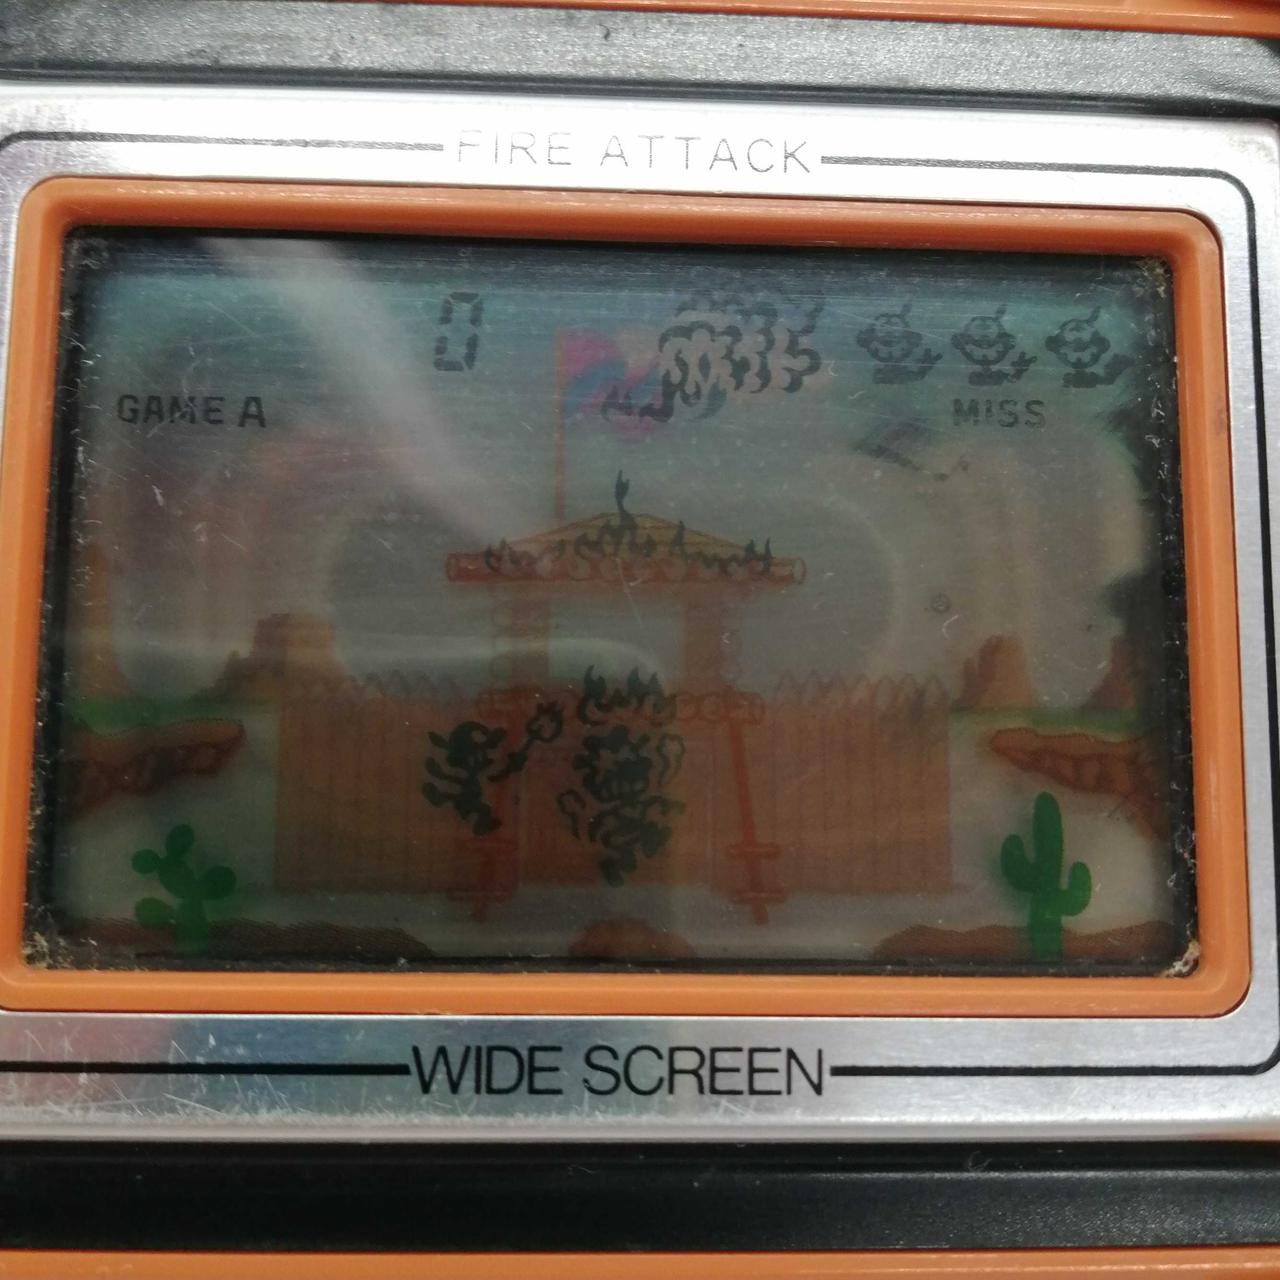 FIRE ATTACK
0
GAME A
MISS
WIDE SCREEN